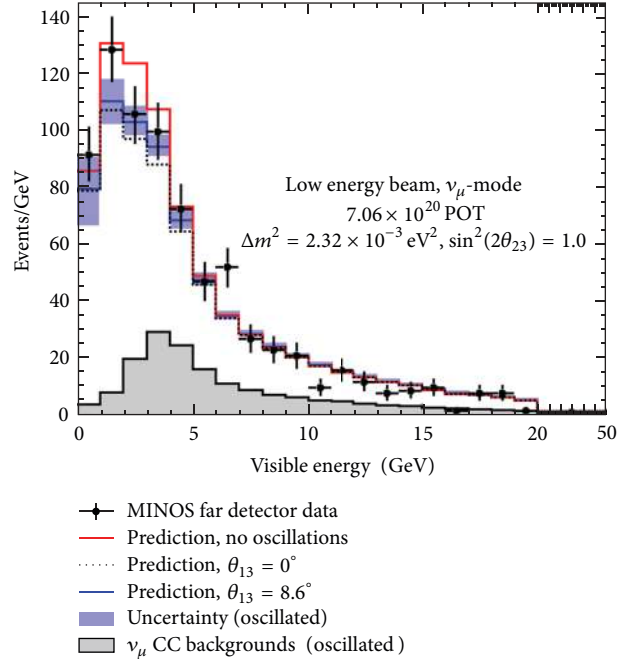 140
120
100
80
60
40
20
0
Events/GeV
Low energy beam, νμ-mode
7.06 × 10²⁰ POT
Δm² = 2.32 × 10⁻³ eV², sin²(2θ₂₃) = 1.0
0 5 10 15 20 50
Visible energy (GeV)
MINOS far detector data
Prediction, no oscillations
Prediction, θ₁₃ = 0°
Prediction, θ₁₃ = 8.6°
Uncertainty (oscillated)
νμ CC backgrounds (oscillated)